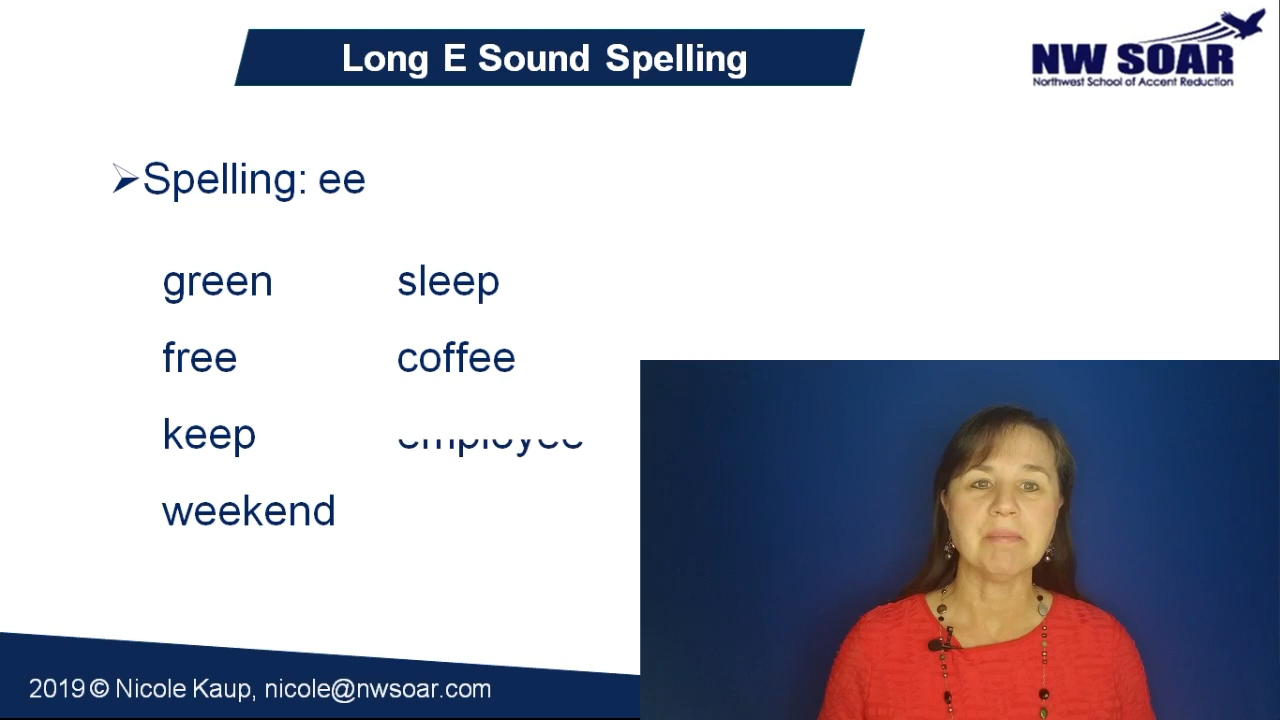 Long E Sound Spelling
NW SOAR
Northwest School of Accent Reduction
Spelling: ee
green sleep
free coffee
keep employee
weekend
2019 © Nicole Kaup, nicole@nwsoar.com